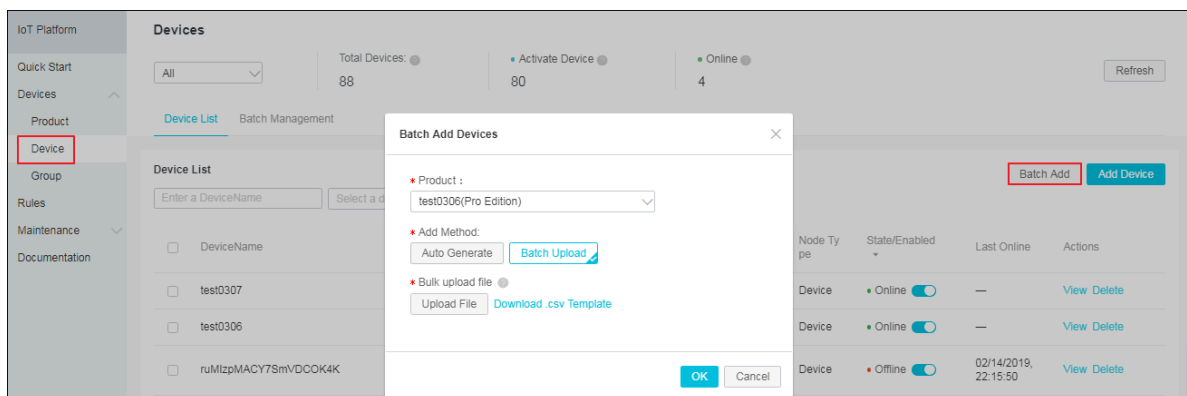 IoT Platform
Quick Start
Devices
Product
Device
Group
Rules
Maintenance
Documentation
Devices
All
Total Devices:
88
Activate Device
80
Online
4
Refresh
Device List
Batch Management
Device List
Enter a DeviceName
Select a d
Batch Add
Add Device
DeviceName
Node Ty
pe
State/Enabled
Last Online
Actions
test0307
Device
Online
—
View Delete
test0306
Device
Online
—
View Delete
ruMIzpMACY7SmVDCOK4K
Device
Offline
02/14/2019,
22:15:50
View Delete
Batch Add Devices
* Product :
test0306(Pro Edition)
* Add Method:
Auto Generate
Batch Upload
* Bulk upload file
Upload File
Download .csv Template
OK
Cancel